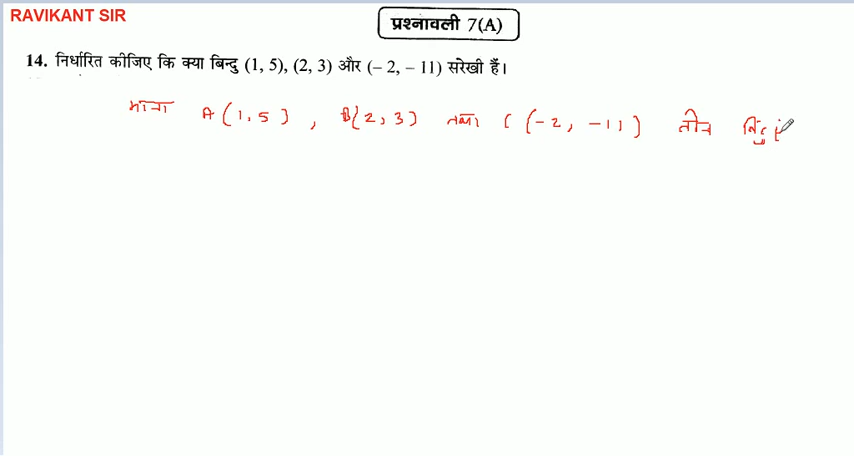 RAVIKANT SIR
प्रश्नावली 7(A)
14. निर्धारित कीजिए कि क्या बिन्दु (1, 5), (2, 3) और (– 2, – 11) सरेखी हैं।
माना A(1,5), B(2,3) तथा C(-2, -11) तीन बिंदु हैं